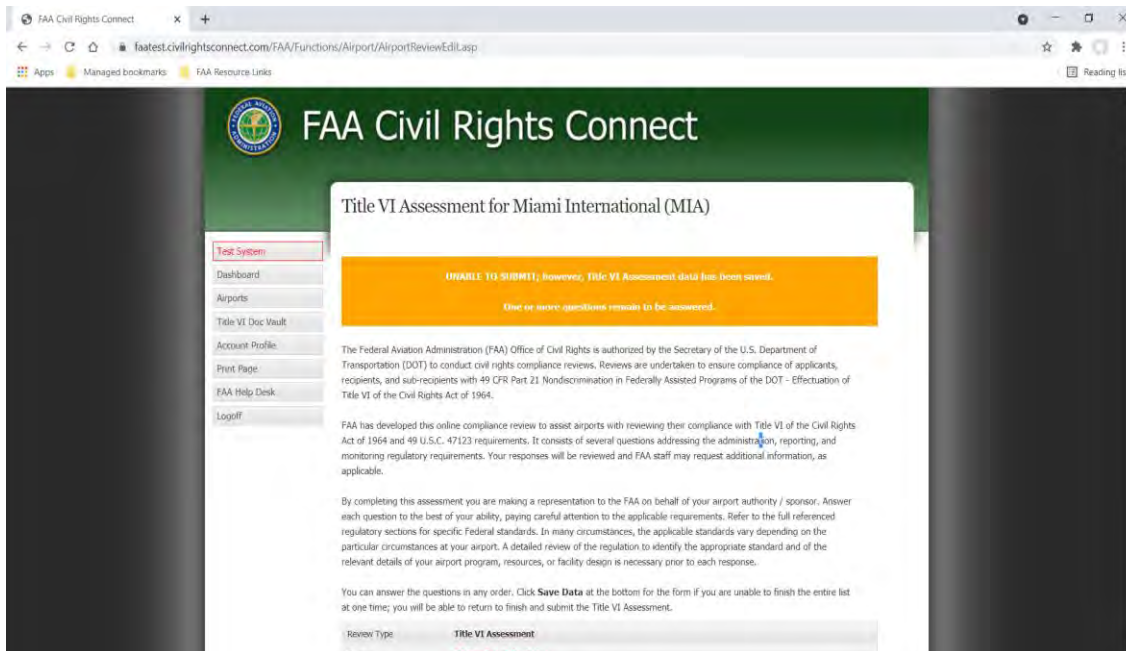 FAA Civil Rights Connect
faatest.civilrightsconnect.com/FAA/Functions/Airport/AirportReviewEdit.asp
Apps Managed bookmarks FAA Resource Links Reading lis
FAA Civil Rights Connect
Title VI Assessment for Miami International (MIA)
Test System
Dashboard
Airports
Title VI Doc Vault
Account Profile
Print Page
FAA Help Desk
Logoff
UNABLE TO SUBMIT; however, Title VI Assessment data has been saved.
One or more questions remain to be answered.
The Federal Aviation Administration (FAA) Office of Civil Rights is authorized by the Secretary of the U.S. Department of
Transportation (DOT) to conduct civil rights compliance reviews. Reviews are undertaken to ensure compliance of applicants,
recipients, and sub-recipients with 49 CFR Part 21 Nondiscrimination in Federally Assisted Programs of the DOT - Effectuation of
Title VI of the Civil Rights Act of 1964.
FAA has developed this online compliance review to assist airports with reviewing their compliance with Title VI of the Civil Rights
Act of 1964 and 49 U.S.C. 47123 requirements. It consists of several questions addressing the administration, reporting, and
monitoring regulatory requirements. Your responses will be reviewed and FAA staff may request additional information, as
applicable.
By completing this assessment you are making a representation to the FAA on behalf of your airport authority / sponsor. Answer
each question to the best of your ability, paying careful attention to the applicable requirements. Refer to the full referenced
regulatory sections for specific Federal standards. In many circumstances, the applicable standards vary depending on the
particular circumstances at your airport. A detailed review of the regulation to identify the appropriate standard and of the
relevant details of your airport program, resources, or facility design is necessary prior to each response.
You can answer the questions in any order. Click Save Data at the bottom for the form if you are unable to finish the entire list
at one time; you will be able to return to finish and submit the Title VI Assessment.
Review Type Title VI Assessment